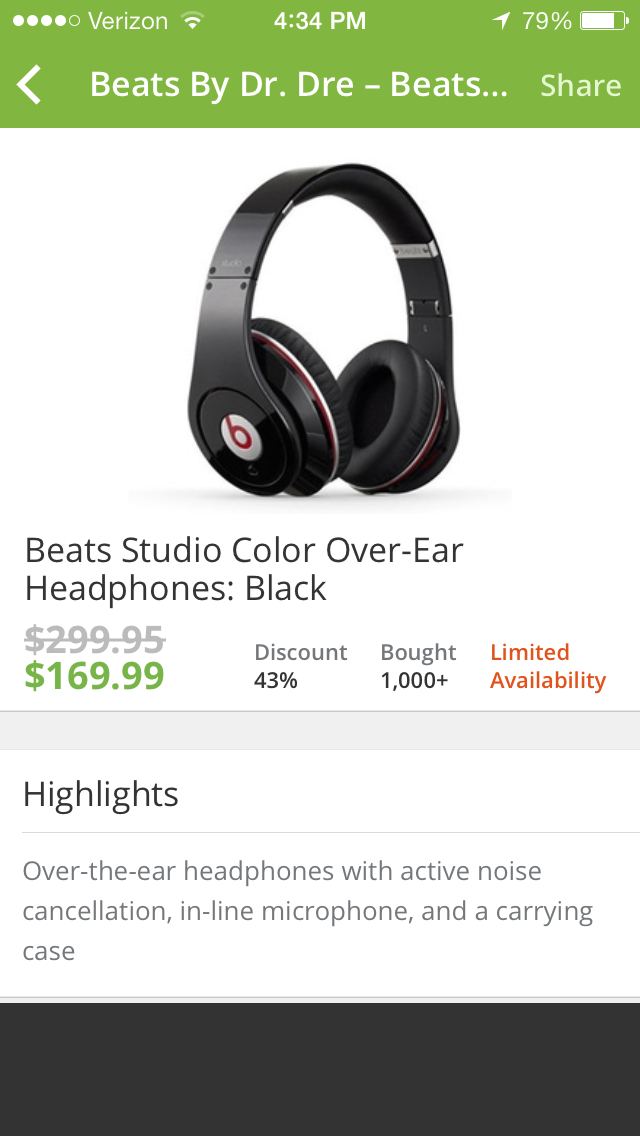 Verizon 4:34 PM 79%
Beats By Dr. Dre – Beats... Share
studio
b
L
Beats Studio Color Over-Ear
Headphones: Black
$299.95
$169.99
Discount
43%
Bought
1,000+
Limited
Availability
Highlights
Over-the-ear headphones with active noise
cancellation, in-line microphone, and a carrying
case